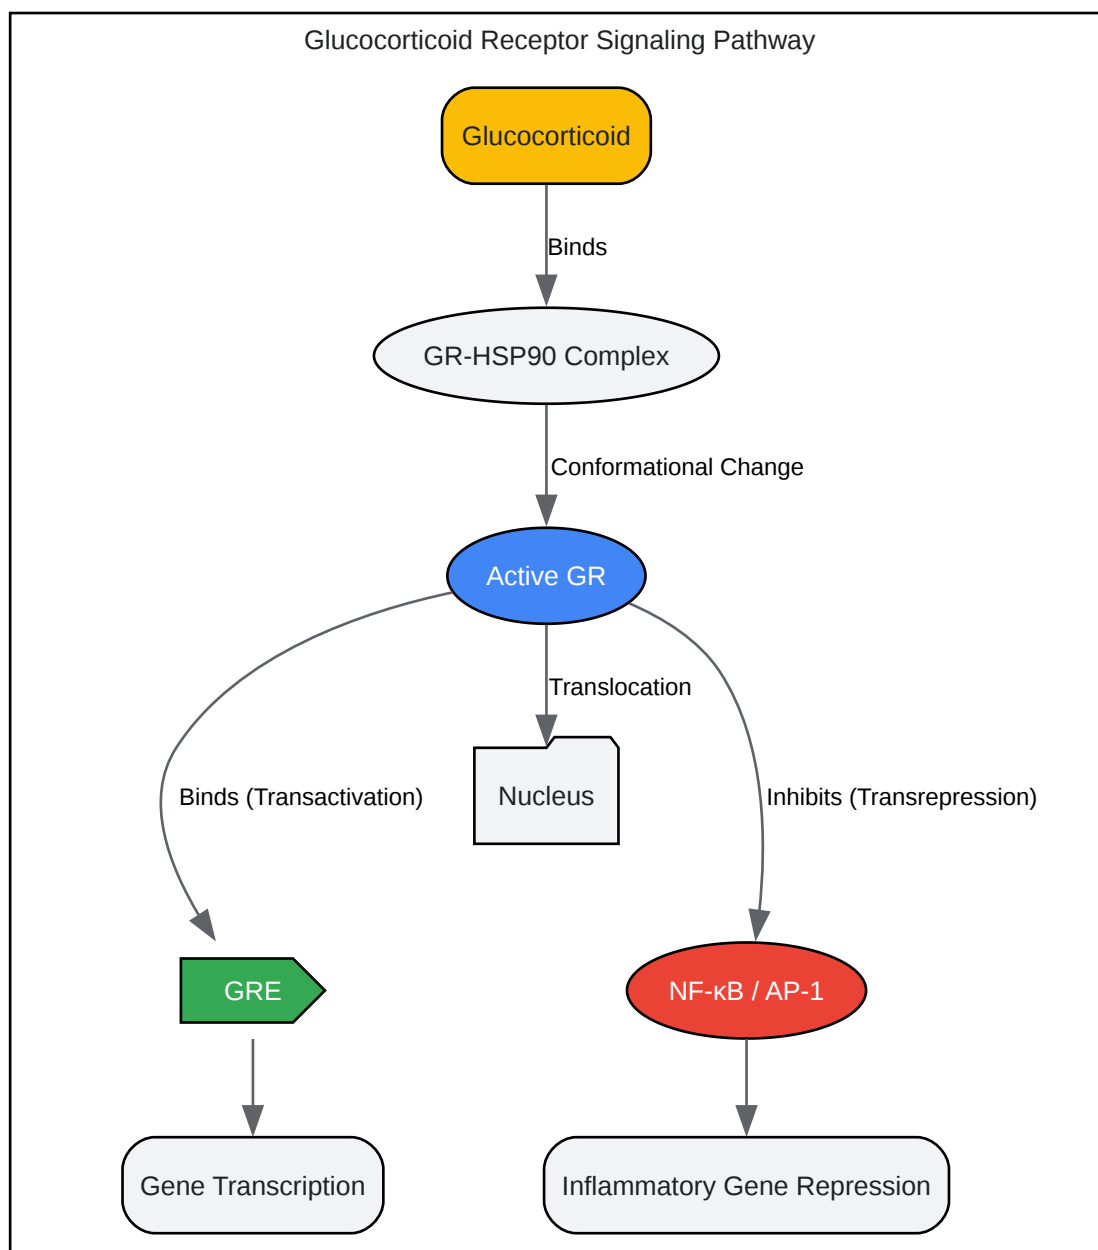 Glucocorticoid Receptor Signaling Pathway
Glucocorticoid
Binds
GR-HSP90 Complex
Conformational Change
Active GR
Translocation
Nucleus
Binds (Transactivation)
Inhibits (Transrepression)
GRE
NF-κB / AP-1
Gene Transcription
Inflammatory Gene Repression